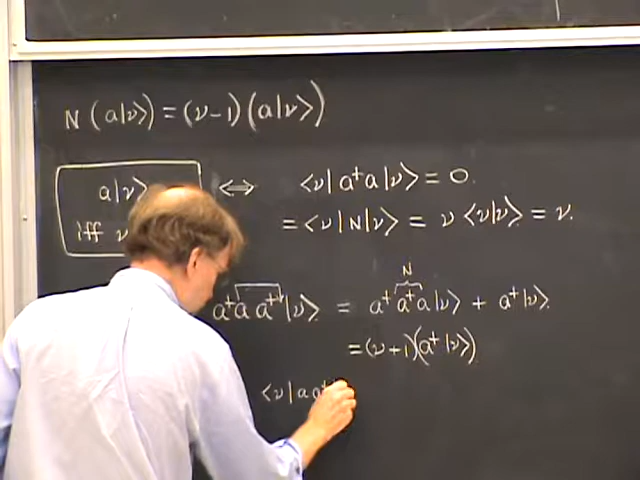 N (a|ν⟩) = (ν-1) (a|ν⟩)
a|ν⟩ ⇔ ⟨ν| a⁺a |ν⟩ = 0.
iff ν = ⟨ν|N|ν⟩ = ν ⟨ν|ν⟩ = ν.
N
a⁺a a⁺|ν⟩ = a⁺ a⁺a|ν⟩ + a⁺|ν⟩
= (ν+1)(a⁺|ν⟩)
⟨ν| a a⁺